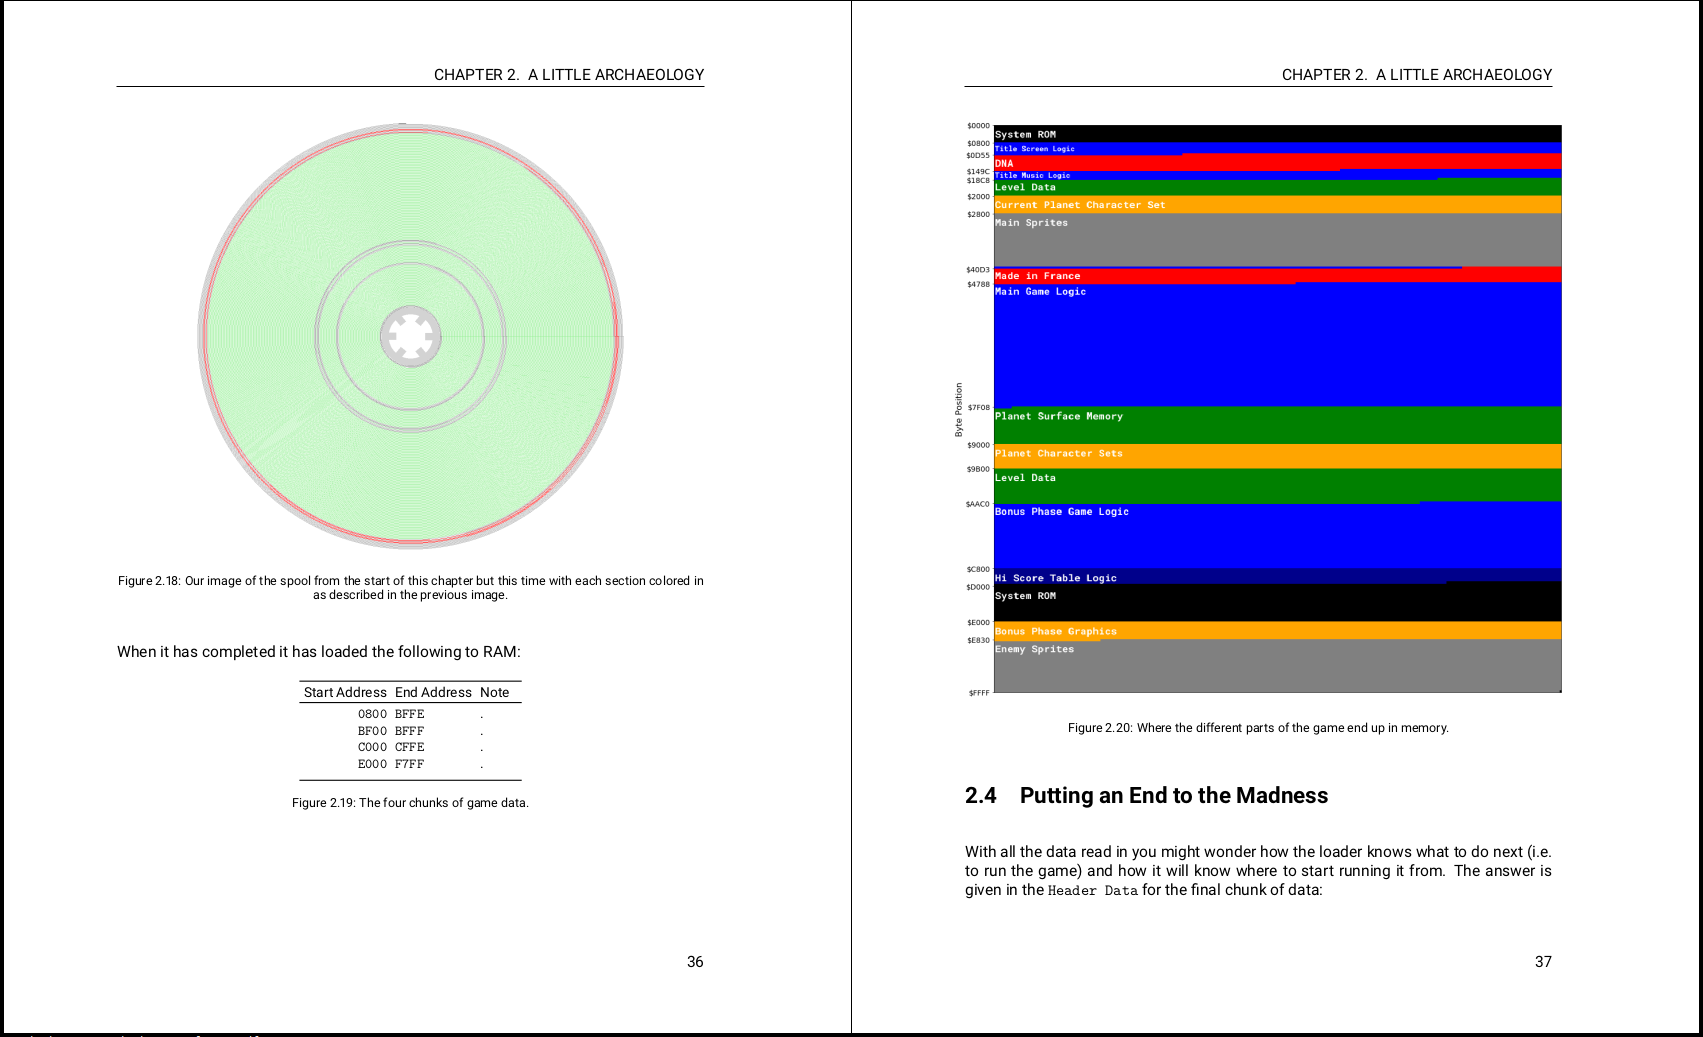 CHAPTER 2. A LITTLE ARCHAEOLOGY
Figure 2.18: Our image of the spool from the start of this chapter but this time with each section colored in
as described in the previous image.
When it has completed it has loaded the following to RAM:
Start Address End Address Note
0800 BFFE .
BF00 BFFF .
C000 CFFE .
E000 F7FF .
Figure 2.19: The four chunks of game data.
36
CHAPTER 2. A LITTLE ARCHAEOLOGY
Byte Position
$0000
System ROM
$0800
Title Screen Logic
$0D55
DNA
$149C
Title Music Logic
$18C8
Level Data
$2000
Current Planet Character Set
$2800
Main Sprites
$40D3
Made in France
$4788
Main Game Logic
$7F08
Planet Surface Memory
$9000
Planet Character Sets
$9B00
Level Data
$AAC0
Bonus Phase Game Logic
$C800
Hi Score Table Logic
$D000
System ROM
$E000
Bonus Phase Graphics
$E830
Enemy Sprites
$FFFF
Figure 2.20: Where the different parts of the game end up in memory.
2.4 Putting an End to the Madness
With all the data read in you might wonder how the loader knows what to do next (i.e.
to run the game) and how it will know where to start running it from. The answer is
given in the Header Data for the final chunk of data:
37